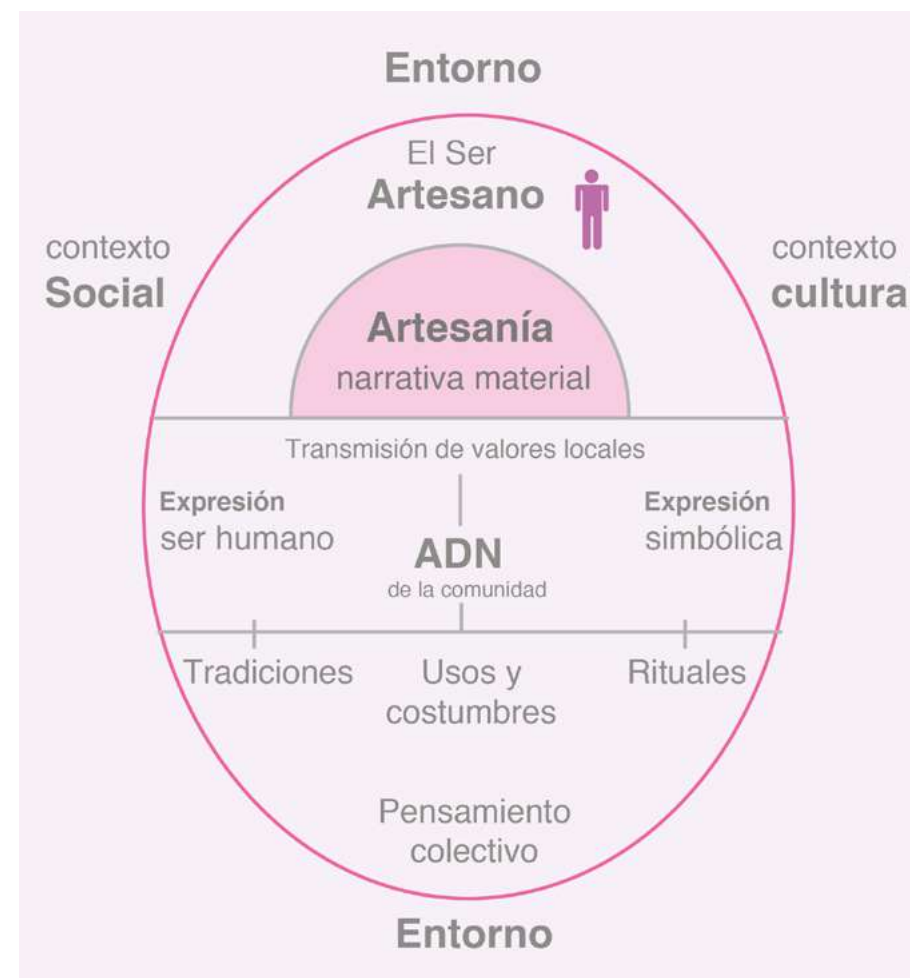 Entorno
El Ser
Artesano
contexto
Social
contexto
cultura
Artesanía
narrativa material
Transmisión de valores locales
Expresión
ser humano
Expresión
simbólica
ADN
de la comunidad
Tradiciones
Usos y
costumbres
Rituales
Pensamiento
colectivo
Entorno